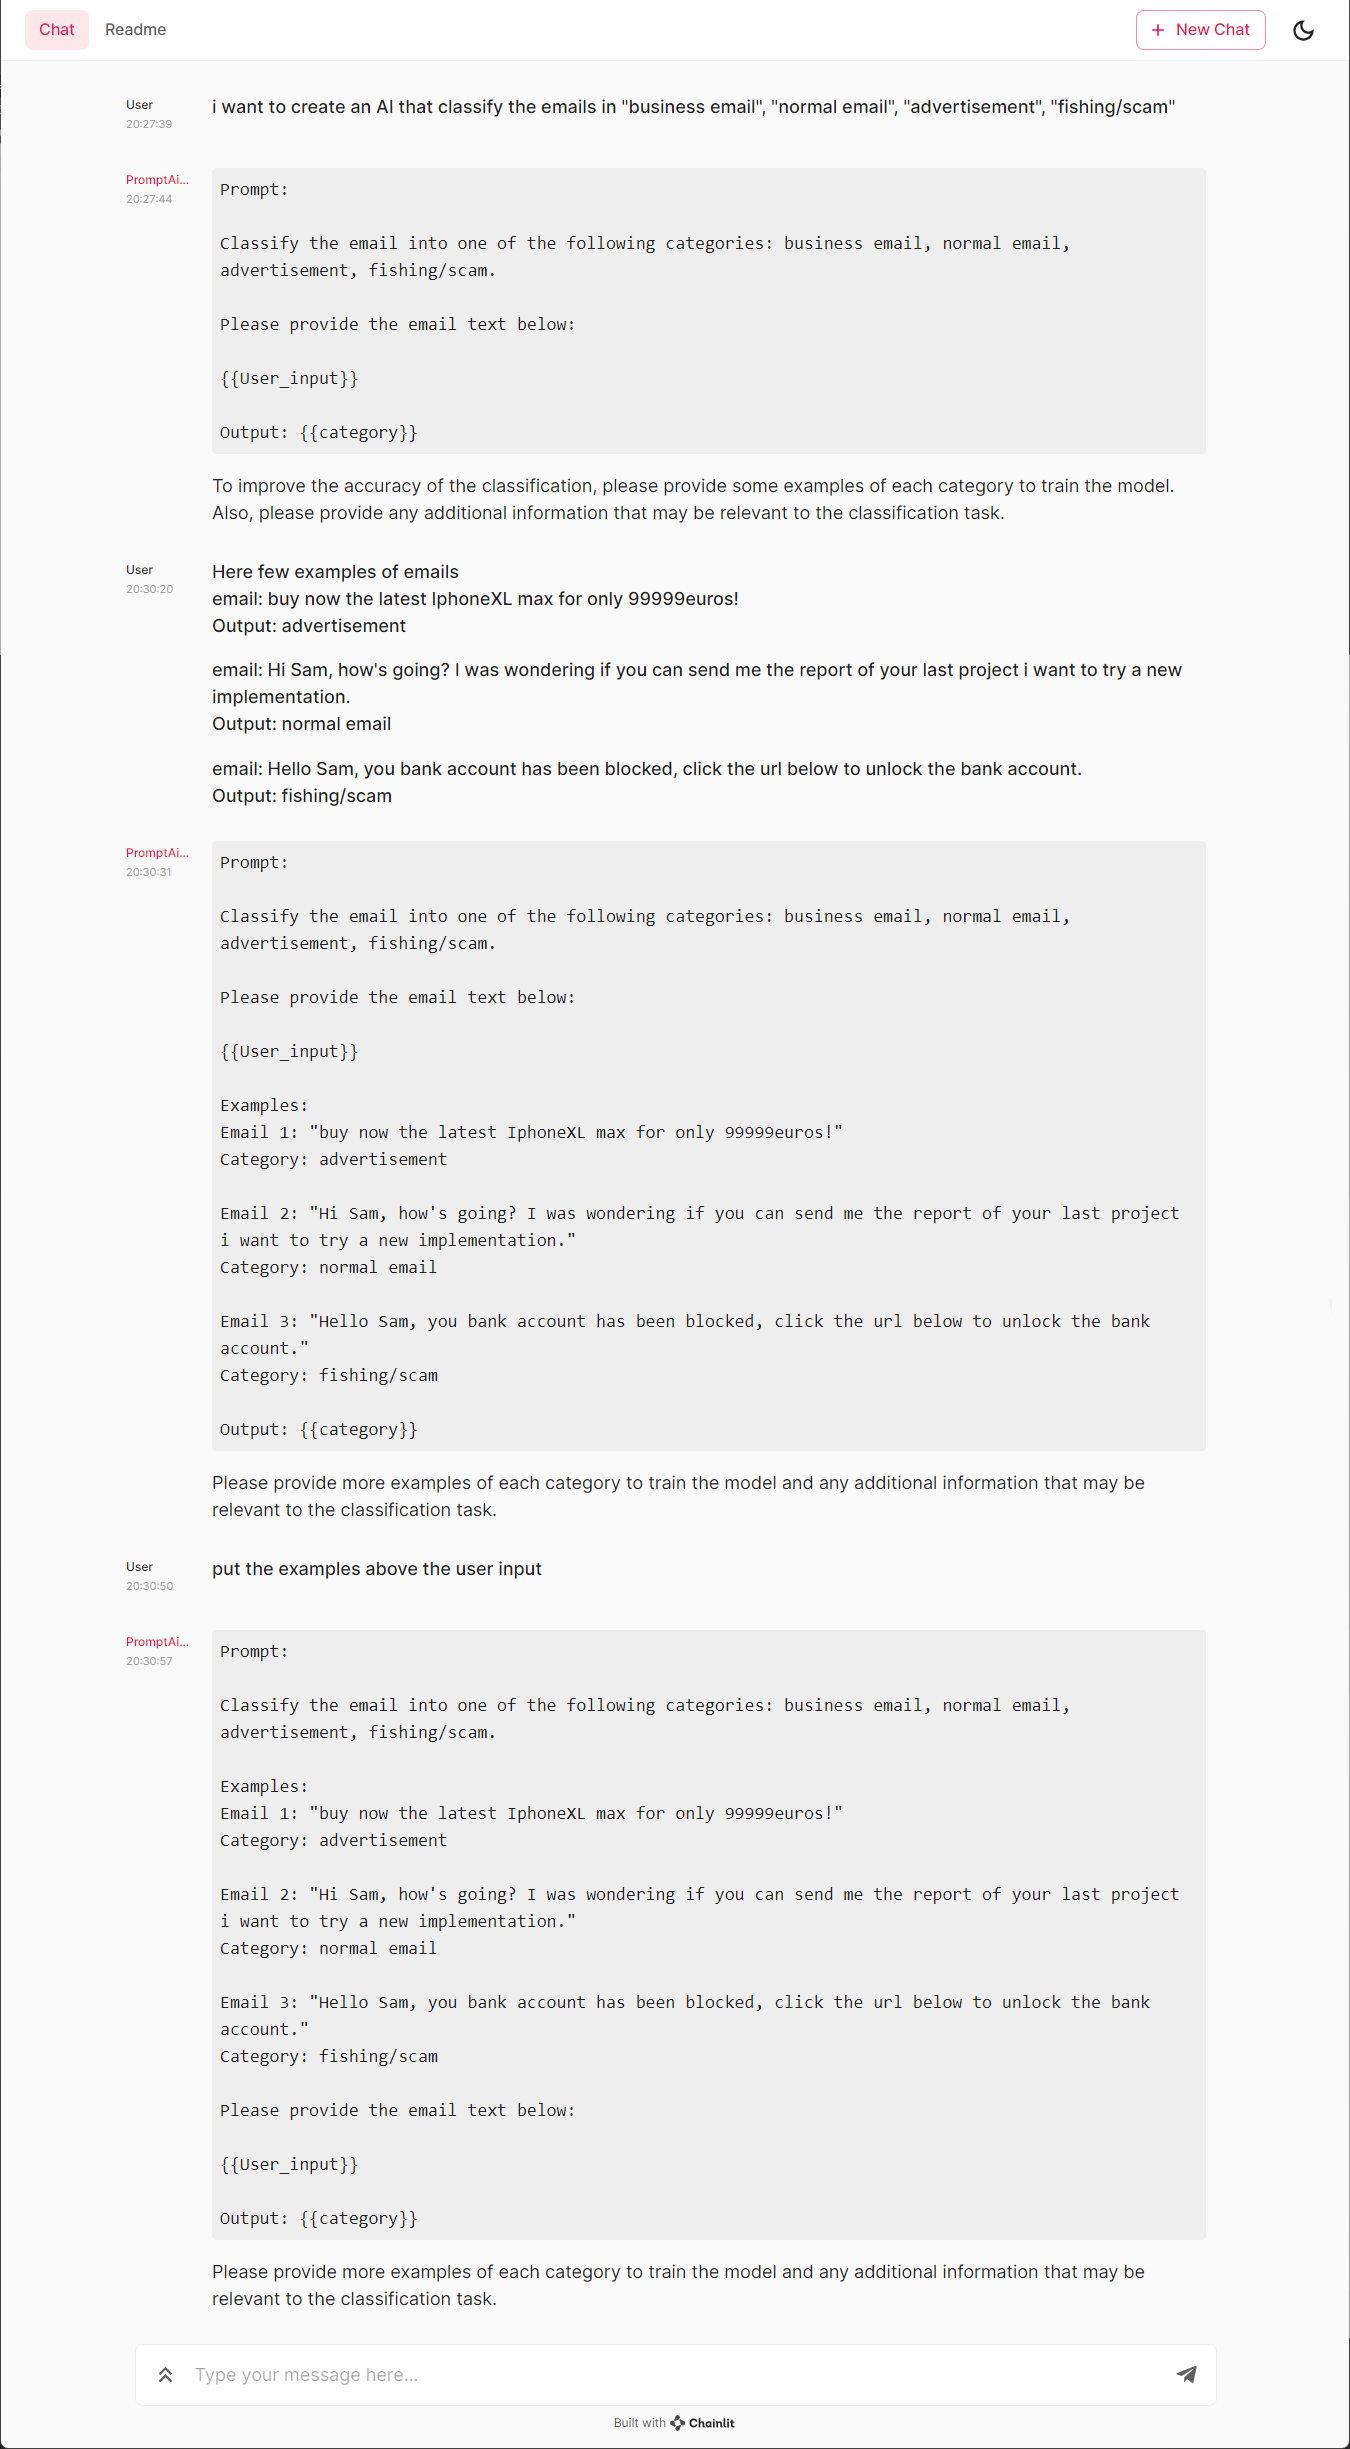 Chat
Readme
+ New Chat
User
20:27:39
i want to create an AI that classify the emails in "business email", "normal email", "advertisement", "fishing/scam"
PromptAi...
20:27:44
Prompt:
Classify the email into one of the following categories: business email, normal email,
advertisement, fishing/scam.
Please provide the email text below:
{{User_input}}
Output: {{category}}
To improve the accuracy of the classification, please provide some examples of each category to train the model.
Also, please provide any additional information that may be relevant to the classification task.
User
20:30:20
Here few examples of emails
email: buy now the latest IphoneXL max for only 99999euros!
Output: advertisement
email: Hi Sam, how's going? I was wondering if you can send me the report of your last project i want to try a new
implementation.
Output: normal email
email: Hello Sam, you bank account has been blocked, click the url below to unlock the bank account.
Output: fishing/scam
PromptAi...
20:30:31
Prompt:
Classify the email into one of the following categories: business email, normal email,
advertisement, fishing/scam.
Please provide the email text below:
{{User_input}}
Examples:
Email 1: "buy now the latest IphoneXL max for only 99999euros!"
Category: advertisement
Email 2: "Hi Sam, how's going? I was wondering if you can send me the report of your last project
i want to try a new implementation."
Category: normal email
Email 3: "Hello Sam, you bank account has been blocked, click the url below to unlock the bank
account."
Category: fishing/scam
Output: {{category}}
Please provide more examples of each category to train the model and any additional information that may be
relevant to the classification task.
User
20:30:50
put the examples above the user input
PromptAi...
20:30:57
Prompt:
Classify the email into one of the following categories: business email, normal email,
advertisement, fishing/scam.
Examples:
Email 1: "buy now the latest IphoneXL max for only 99999euros!"
Category: advertisement
Email 2: "Hi Sam, how's going? I was wondering if you can send me the report of your last project
i want to try a new implementation."
Category: normal email
Email 3: "Hello Sam, you bank account has been blocked, click the url below to unlock the bank
account."
Category: fishing/scam
Please provide the email text below:
{{User_input}}
Output: {{category}}
Please provide more examples of each category to train the model and any additional information that may be
relevant to the classification task.
Type your message here...
Built with Chainlit